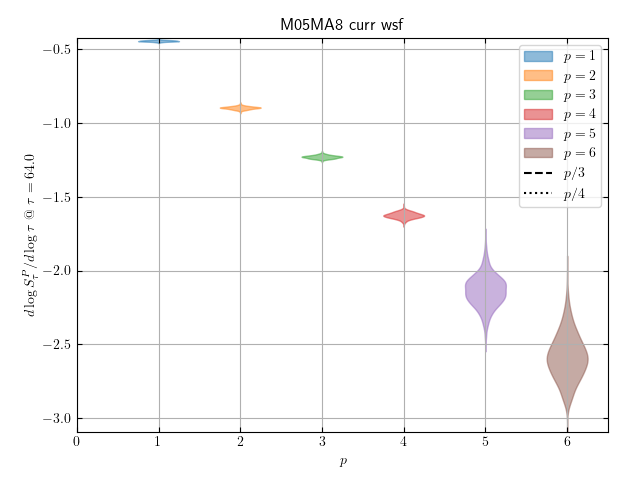 M05MA8 curr wsf
d log S_τ^P / d log τ @ τ = 64.0
−0.5
−1.0
−1.5
−2.0
−2.5
−3.0
p = 1
p = 2
p = 3
p = 4
p = 5
p = 6
p/3
p/4
0 1 2 3 4 5 6
p